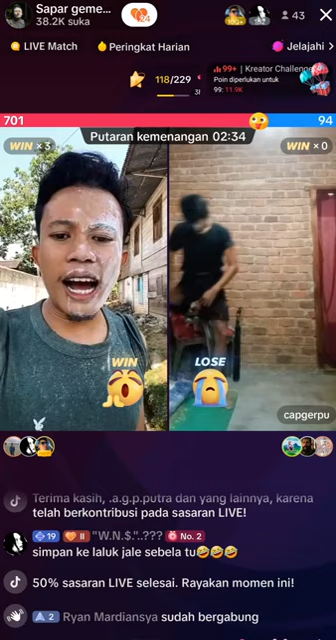 Sapar geme...
38.2K suka
24
43
LIVE Match
Peringkat Harian
Jelajahi >
118/229
99+ | Kreator Challenge
Poin diperlukan untuk
99: 11.9K
701
94
Putaran kemenangan 02:34
WIN × 3
WIN × 0
WIN
LOSE
capgerpu
Terima kasih, .a.g.p.putra dan yang lainnya, karena
telah berkontribusi pada sasaran LIVE!
19 II "W.N.$."..??? No. 2
simpan ke laluk jale sebela tu🤣🤣🤣
50% sasaran LIVE selesai. Rayakan momen ini!
2 Ryan Mardiansya sudah bergabung